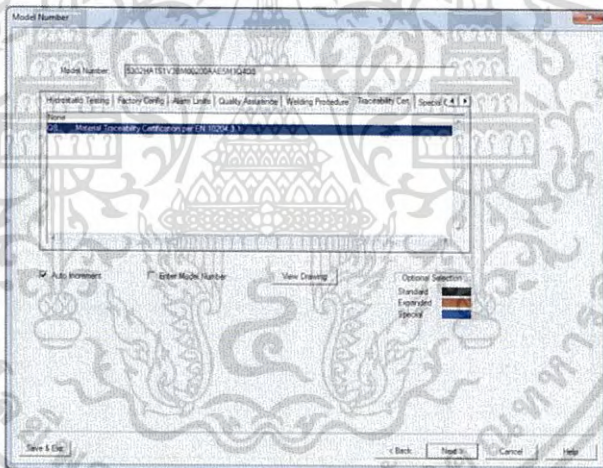 Model Number
Model Number:
Hydrostatic Testing Factory Config Alarm Limits Quality Assurance Welding Procedure Traceability Cert. Special C
None
Q8 Material Traceability Certification per EN 10204 3.1
Auto Increment Enter Model Number View Drawing Optional Selection
Standard
Expanded
Special
Save & Exit < Back Next > Cancel Help